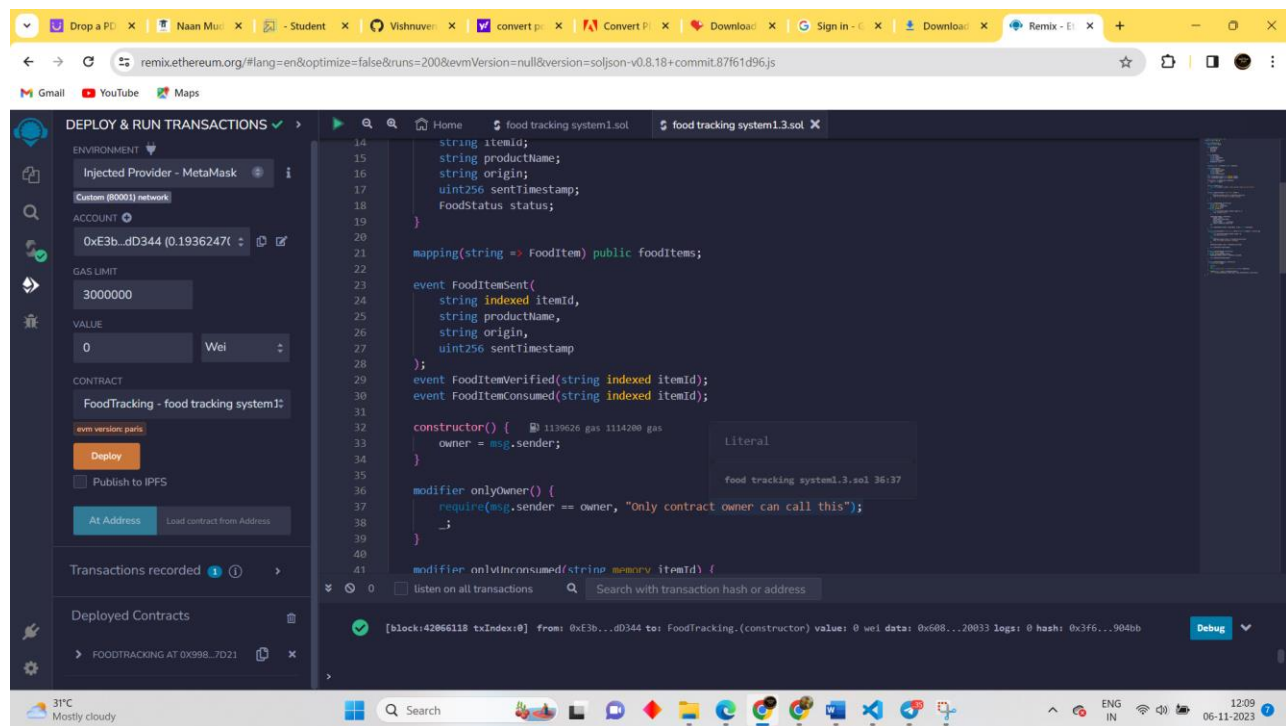 Drop a PD
Naan Mud
- Student
Vishnuven
convert pd
Convert P
Download
Sign in - G
Download
Remix - Et
remix.ethereum.org/#lang=en&optimize=false&runs=200&evmVersion=null&version=soljson-v0.8.18+commit.87f61d96.js
Gmail YouTube Maps
DEPLOY & RUN TRANSACTIONS
Home food tracking system1.sol food tracking system1.3.sol
ENVIRONMENT
Injected Provider - MetaMask
Custom (80001) network
ACCOUNT
0xE3b...dD344 (0.1936247(
GAS LIMIT
3000000
VALUE
0 Wei
CONTRACT
FoodTracking - food tracking system1
evm version: paris
Deploy
Publish to IPFS
At Address Load contract from Address
Transactions recorded 1
Deployed Contracts
FOODTRACKING AT 0X998...7D21
14 string itemId;
15 string productName;
16 string origin;
17 uint256 sentTimestamp;
18 FoodStatus status;
19 }
20
21 mapping(string => FoodItem) public foodItems;
22
23 event FoodItemSent(
24 string indexed itemId,
25 string productName,
26 string origin,
27 uint256 sentTimestamp
28 );
29 event FoodItemVerified(string indexed itemId);
30 event FoodItemConsumed(string indexed itemId);
31
32 constructor() { 1139626 gas 1114200 gas
33 owner = msg.sender;
34 }
35
36 modifier onlyOwner() {
37 require(msg.sender == owner, "Only contract owner can call this");
38 _;
39 }
40
41 modifier onlyUnconsumed(string memory itemId) {
Literal
food tracking system1.3.sol 36:37
0 listen on all transactions Search with transaction hash or address
[block:42066118 txIndex:0] from: 0xE3b...dD344 to: FoodTracking.(constructor) value: 0 wei data: 0x608...20033 logs: 0 hash: 0x3f6...904bb
Debug
>
31°C
Mostly cloudy
Search
ENG
IN
12:09
06-11-2023